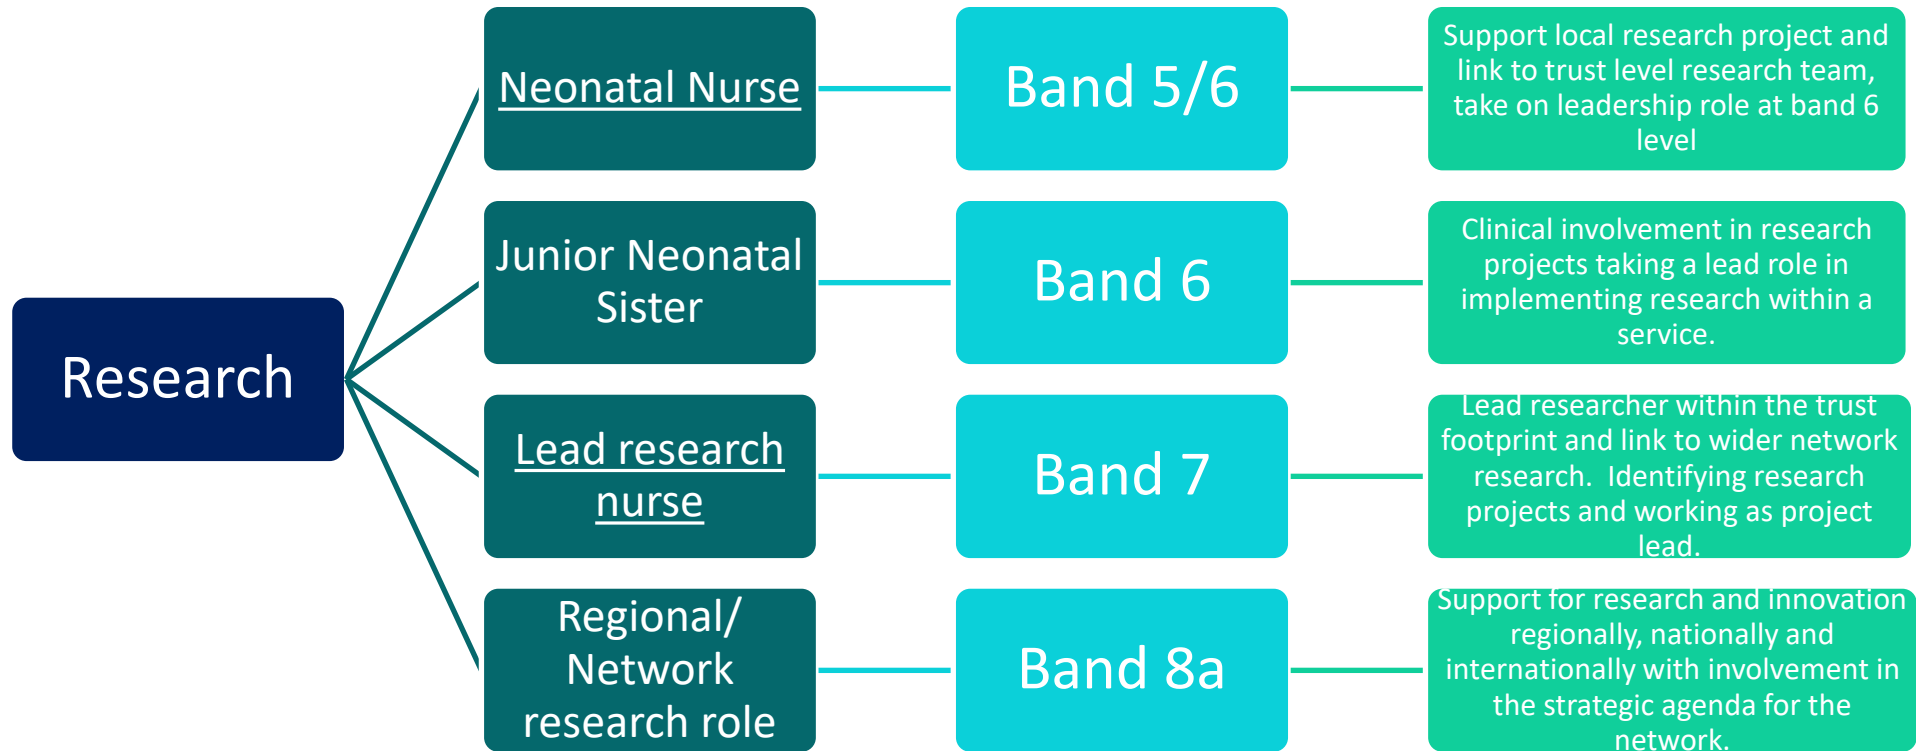 Research
Neonatal Nurse
Band 5/6
Support local research project and
link to trust level research team,
take on leadership role at band 6
level
Junior Neonatal
Sister
Band 6
Clinical involvement in research
projects taking a lead role in
implementing research within a
service.
Lead research
nurse
Band 7
Lead researcher within the trust
footprint and link to wider network
research.  Identifying research
projects and working as project
lead.
Regional/
Network
research role
Band 8a
Support for research and innovation
regionally, nationally and
internationally with involvement in
the strategic agenda for the
network.